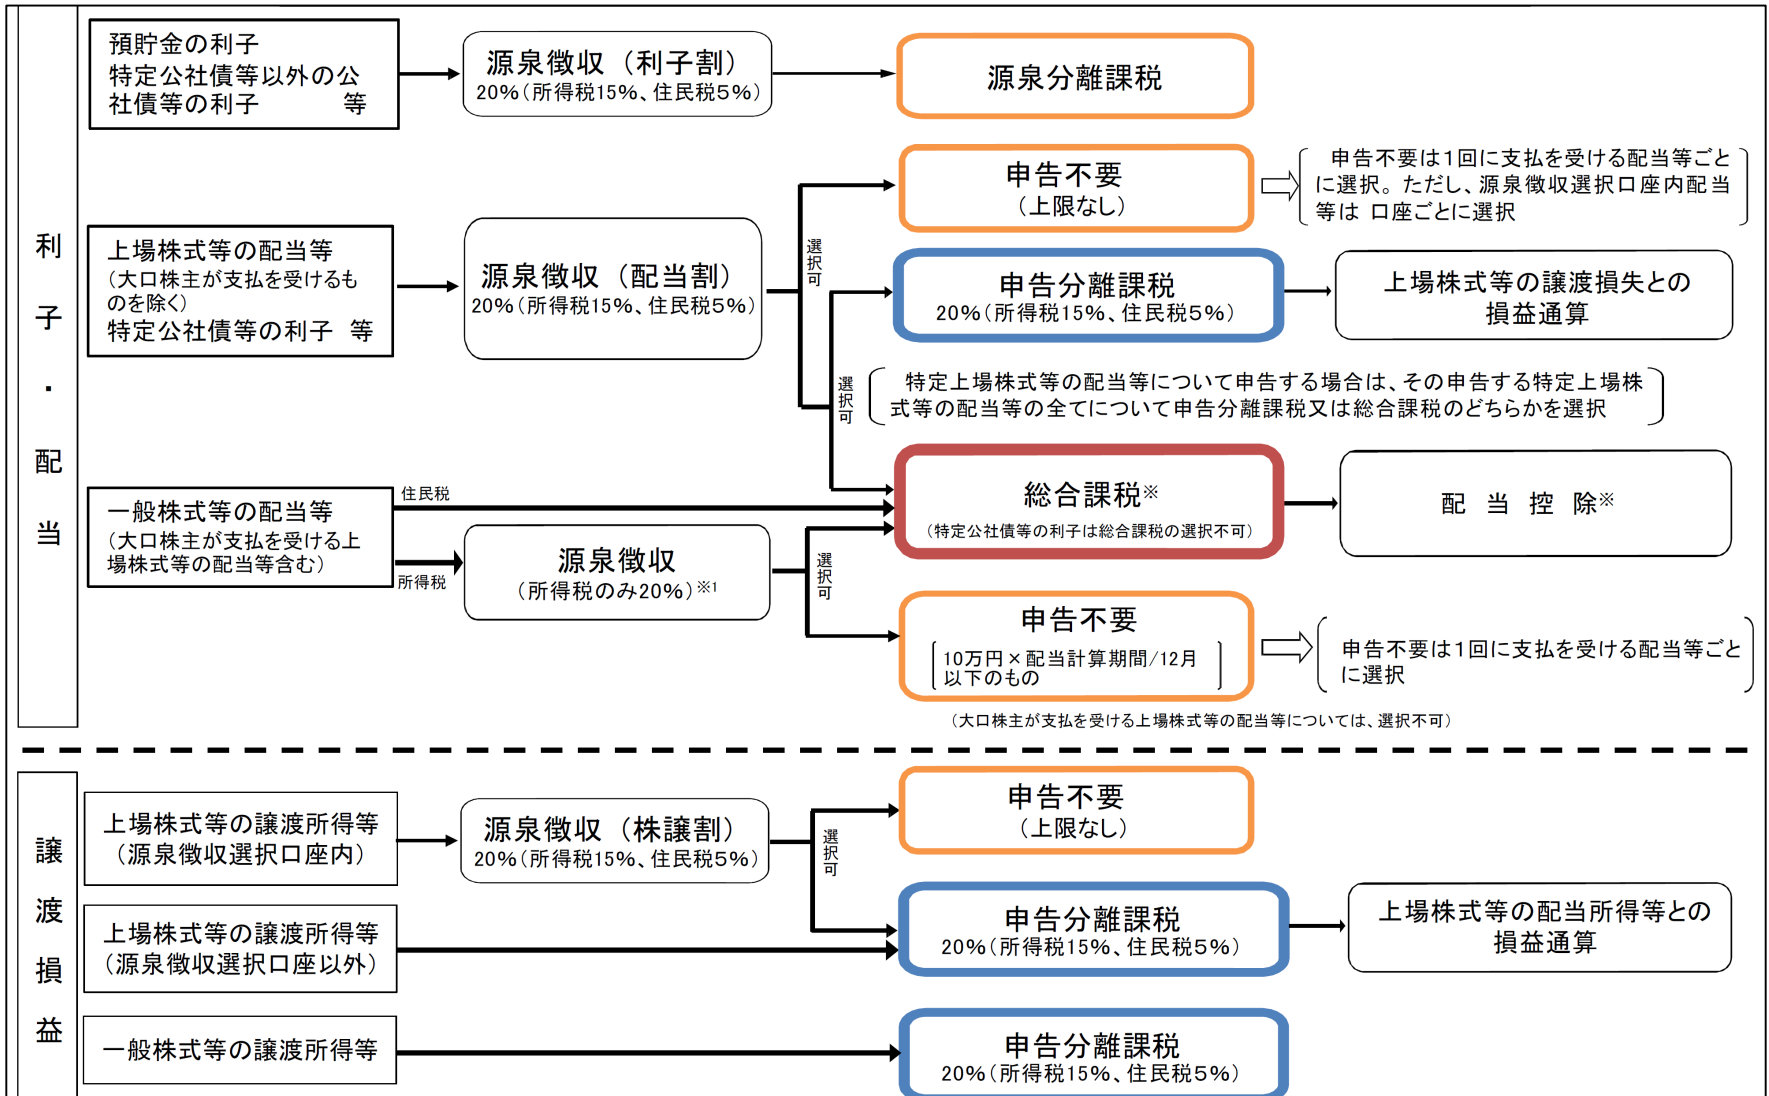 利子・配当
預貯金の利子
特定公社債等以外の公
社債等の利子　　　等
源泉徴収（利子割）
20%（所得税15%、住民税5%）
源泉分離課税
上場株式等の配当等
（大口株主が支払を受けるも
のを除く）
特定公社債等の利子 等
源泉徴収（配当割）
20%（所得税15%、住民税5%）
選択可
申告不要
（上限なし）
申告不要は1回に支払を受ける配当等ごと
に選択。ただし、源泉徴収選択口座内配当
等は 口座ごとに選択
選択可
申告分離課税
20%（所得税15%、住民税5%）
上場株式等の譲渡損失との
損益通算
特定上場株式等の配当等について申告する場合は、その申告する特定上場株
式等の配当等の全てについて申告分離課税又は総合課税のどちらかを選択
総合課税※
（特定公社債等の利子は総合課税の選択不可）
配 当 控 除※
一般株式等の配当等
（大口株主が支払を受ける上
場株式等の配当等含む）
住民税
所得税
源泉徴収
（所得税のみ20%）※1
選択可
申告不要
10万円×配当計算期間/12月
以下のもの
申告不要は1回に支払を受ける配当等ごと
に選択
（大口株主が支払を受ける上場株式等の配当等については、選択不可）
譲渡損益
上場株式等の譲渡所得等
（源泉徴収選択口座内）
源泉徴収（株譲割）
20%（所得税15%、住民税5%）
選択可
申告不要
（上限なし）
上場株式等の譲渡所得等
（源泉徴収選択口座以外）
申告分離課税
20%（所得税15%、住民税5%）
上場株式等の配当所得等との
損益通算
一般株式等の譲渡所得等
申告分離課税
20%（所得税15%、住民税5%）